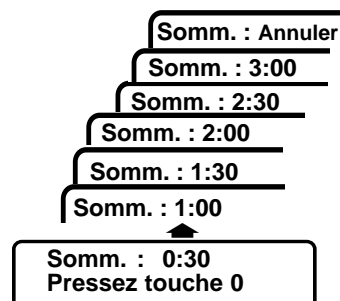 Somm. : Annuler
Somm. : 3:00
Somm. : 2:30
Somm. : 2:00
Somm. : 1:30
Somm. : 1:00
Somm. : 0:30
Pressez touche 0